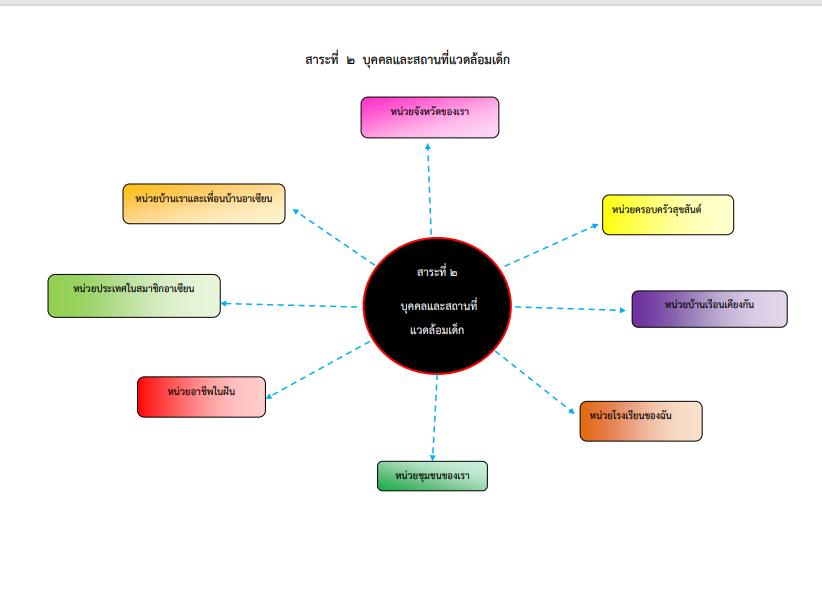 สาระที่ ๒ บุคคลและสถานที่แวดล้อมเด็ก
หน่วยจังหวัดของเรา
หน่วยบ้านเราและเพื่อนบ้านอาเซียน
หน่วยครอบครัวสุขสันต์
สาระที่ ๒
บุคคลและสถานที่
แวดล้อมเด็ก
หน่วยประเทศในสมาชิกอาเซียน
หน่วยบ้านเรือนเคียงกัน
หน่วยอาชีพในฝัน
หน่วยโรงเรียนของฉัน
หน่วยชุมชนของเรา